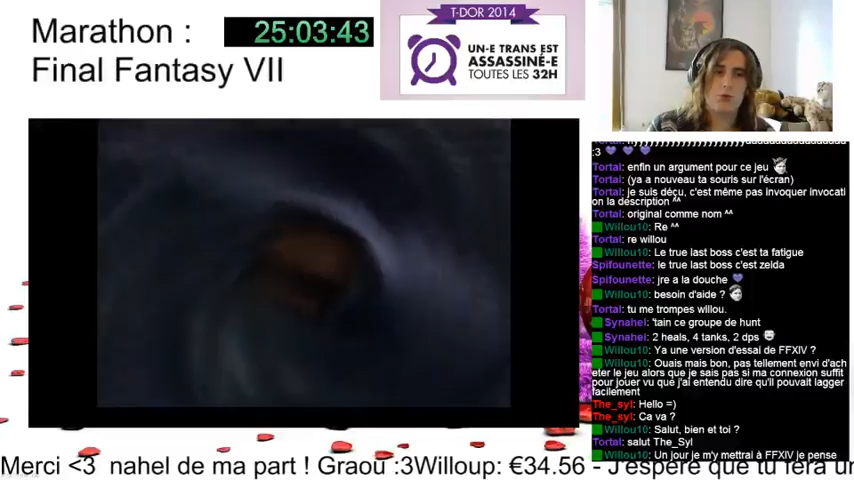 Marathon :
Final Fantasy VII
25:03:43
T-DOR 2014
UN-E TRANS EST
ASSASSINÉ-E
TOUTES LES 32H
:3
Tortal: enfin un argument pour ce jeu
Tortal: (ya a nouveau ta souris sur l'écran)
Tortal: je suis déçu, c'est même pas invoquer invocati
on la description ^^
Tortal: original comme nom ^^
Willou10: Re ^^
Tortal: re willou
Willou10: Le true last boss c'est ta fatigue
Spifounette: le true last boss c'est zelda
Spifounette: jre a la douche
Willou10: besoin d'aide ?
Tortal: tu me trompes willou.
Synahei: 'tain ce groupe de hunt
Synahei: 2 heals, 4 tanks, 2 dps
Willou10: Ya une version d'essai de FFXIV ?
Willou10: Ouais mais bon, pas tellement envi d'ach
eter le jeu alors que je sais pas si ma connexion suffit
pour jouer vu que j'ai entendu dire qu'il pouvait lagger
facilement
The_syl: Hello =)
The_syl: Ca va ?
Willou10: Salut, bien et toi ?
Tortal: salut The_Syl
Willou10: Un jour je m'y mettrai à FFXIV je pense
Merci <3 nahel de ma part ! Graou :3Willoup: €34.56 - J'espère que tu fera un